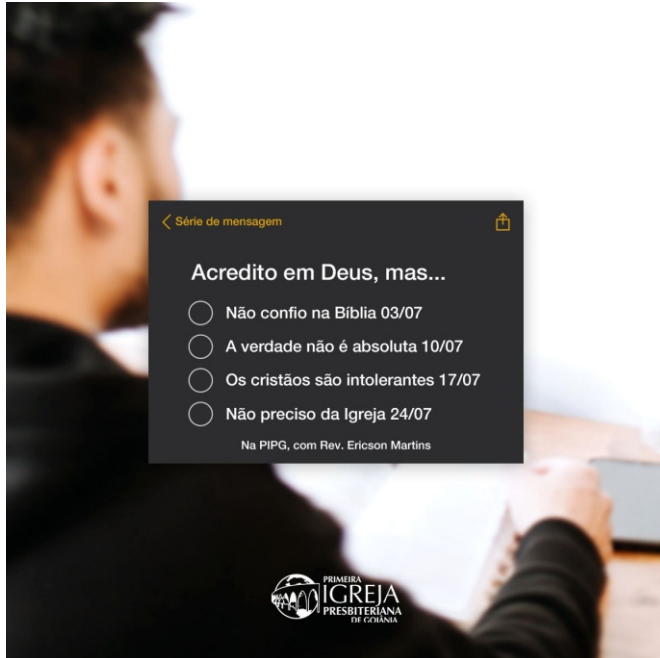 Série de mensagem
Acredito em Deus, mas...
Não confio na Bíblia 03/07
A verdade não é absoluta 10/07
Os cristãos são intolerantes 17/07
Não preciso da Igreja 24/07
Na PIPG, com Rev. Ericson Martins
PRIMEIRA
IGREJA
PRESBITERIANA
DE GOIÂNIA